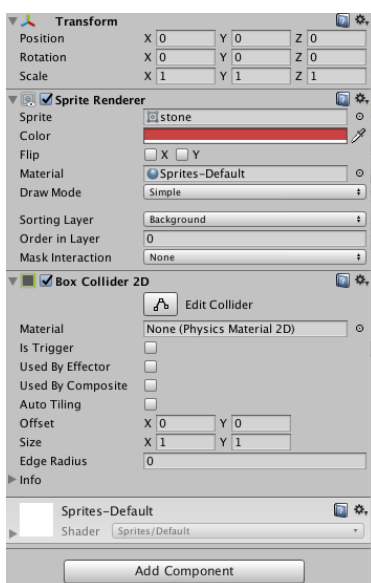 Transform
Position X 0 Y 0 Z 0
Rotation X 0 Y 0 Z 0
Scale X 1 Y 1 Z 1
Sprite Renderer
Sprite stone
Color
Flip X Y
Material Sprites-Default
Draw Mode Simple
Sorting Layer Background
Order in Layer 0
Mask Interaction None
Box Collider 2D
Edit Collider
Material None (Physics Material 2D)
Is Trigger
Used By Effector
Used By Composite
Auto Tiling
Offset X 0 Y 0
Size X 1 Y 1
Edge Radius 0
Info
Sprites-Default
Shader Sprites/Default
Add Component